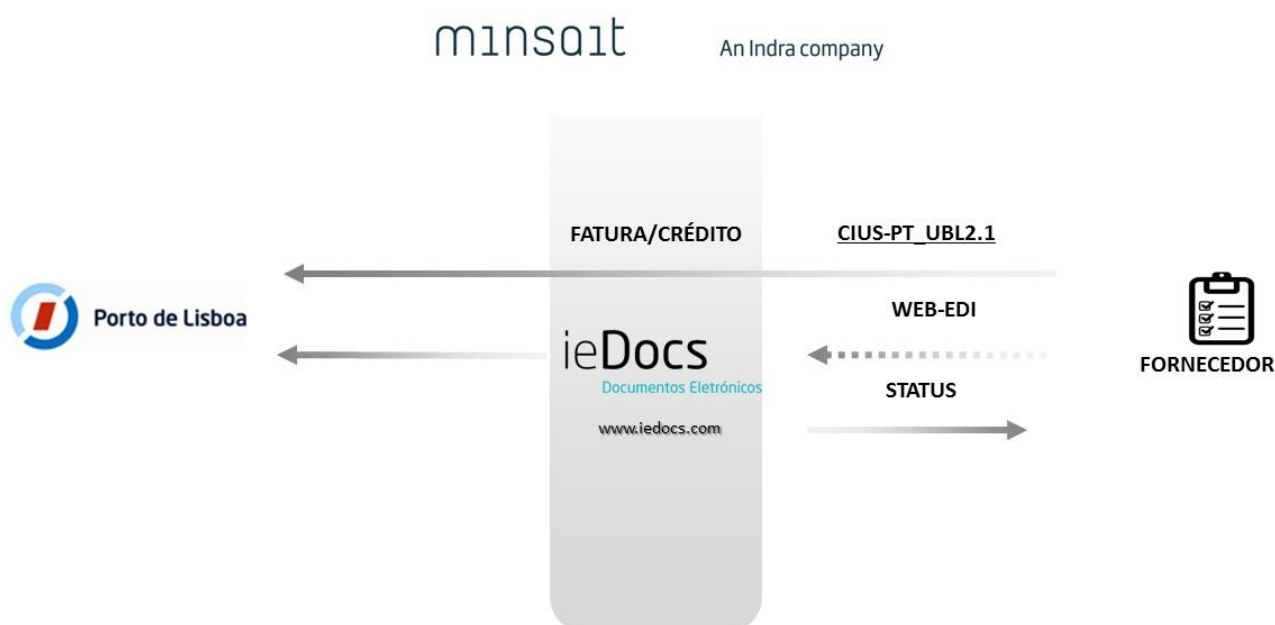 minsait
An Indra company
FATURA/CRÉDITO
CIUS-PT_UBL2.1
Porto de Lisboa
WEB-EDI
ieDocs
Documentos Eletrónicos
FORNECEDOR
STATUS
www.iedocs.com